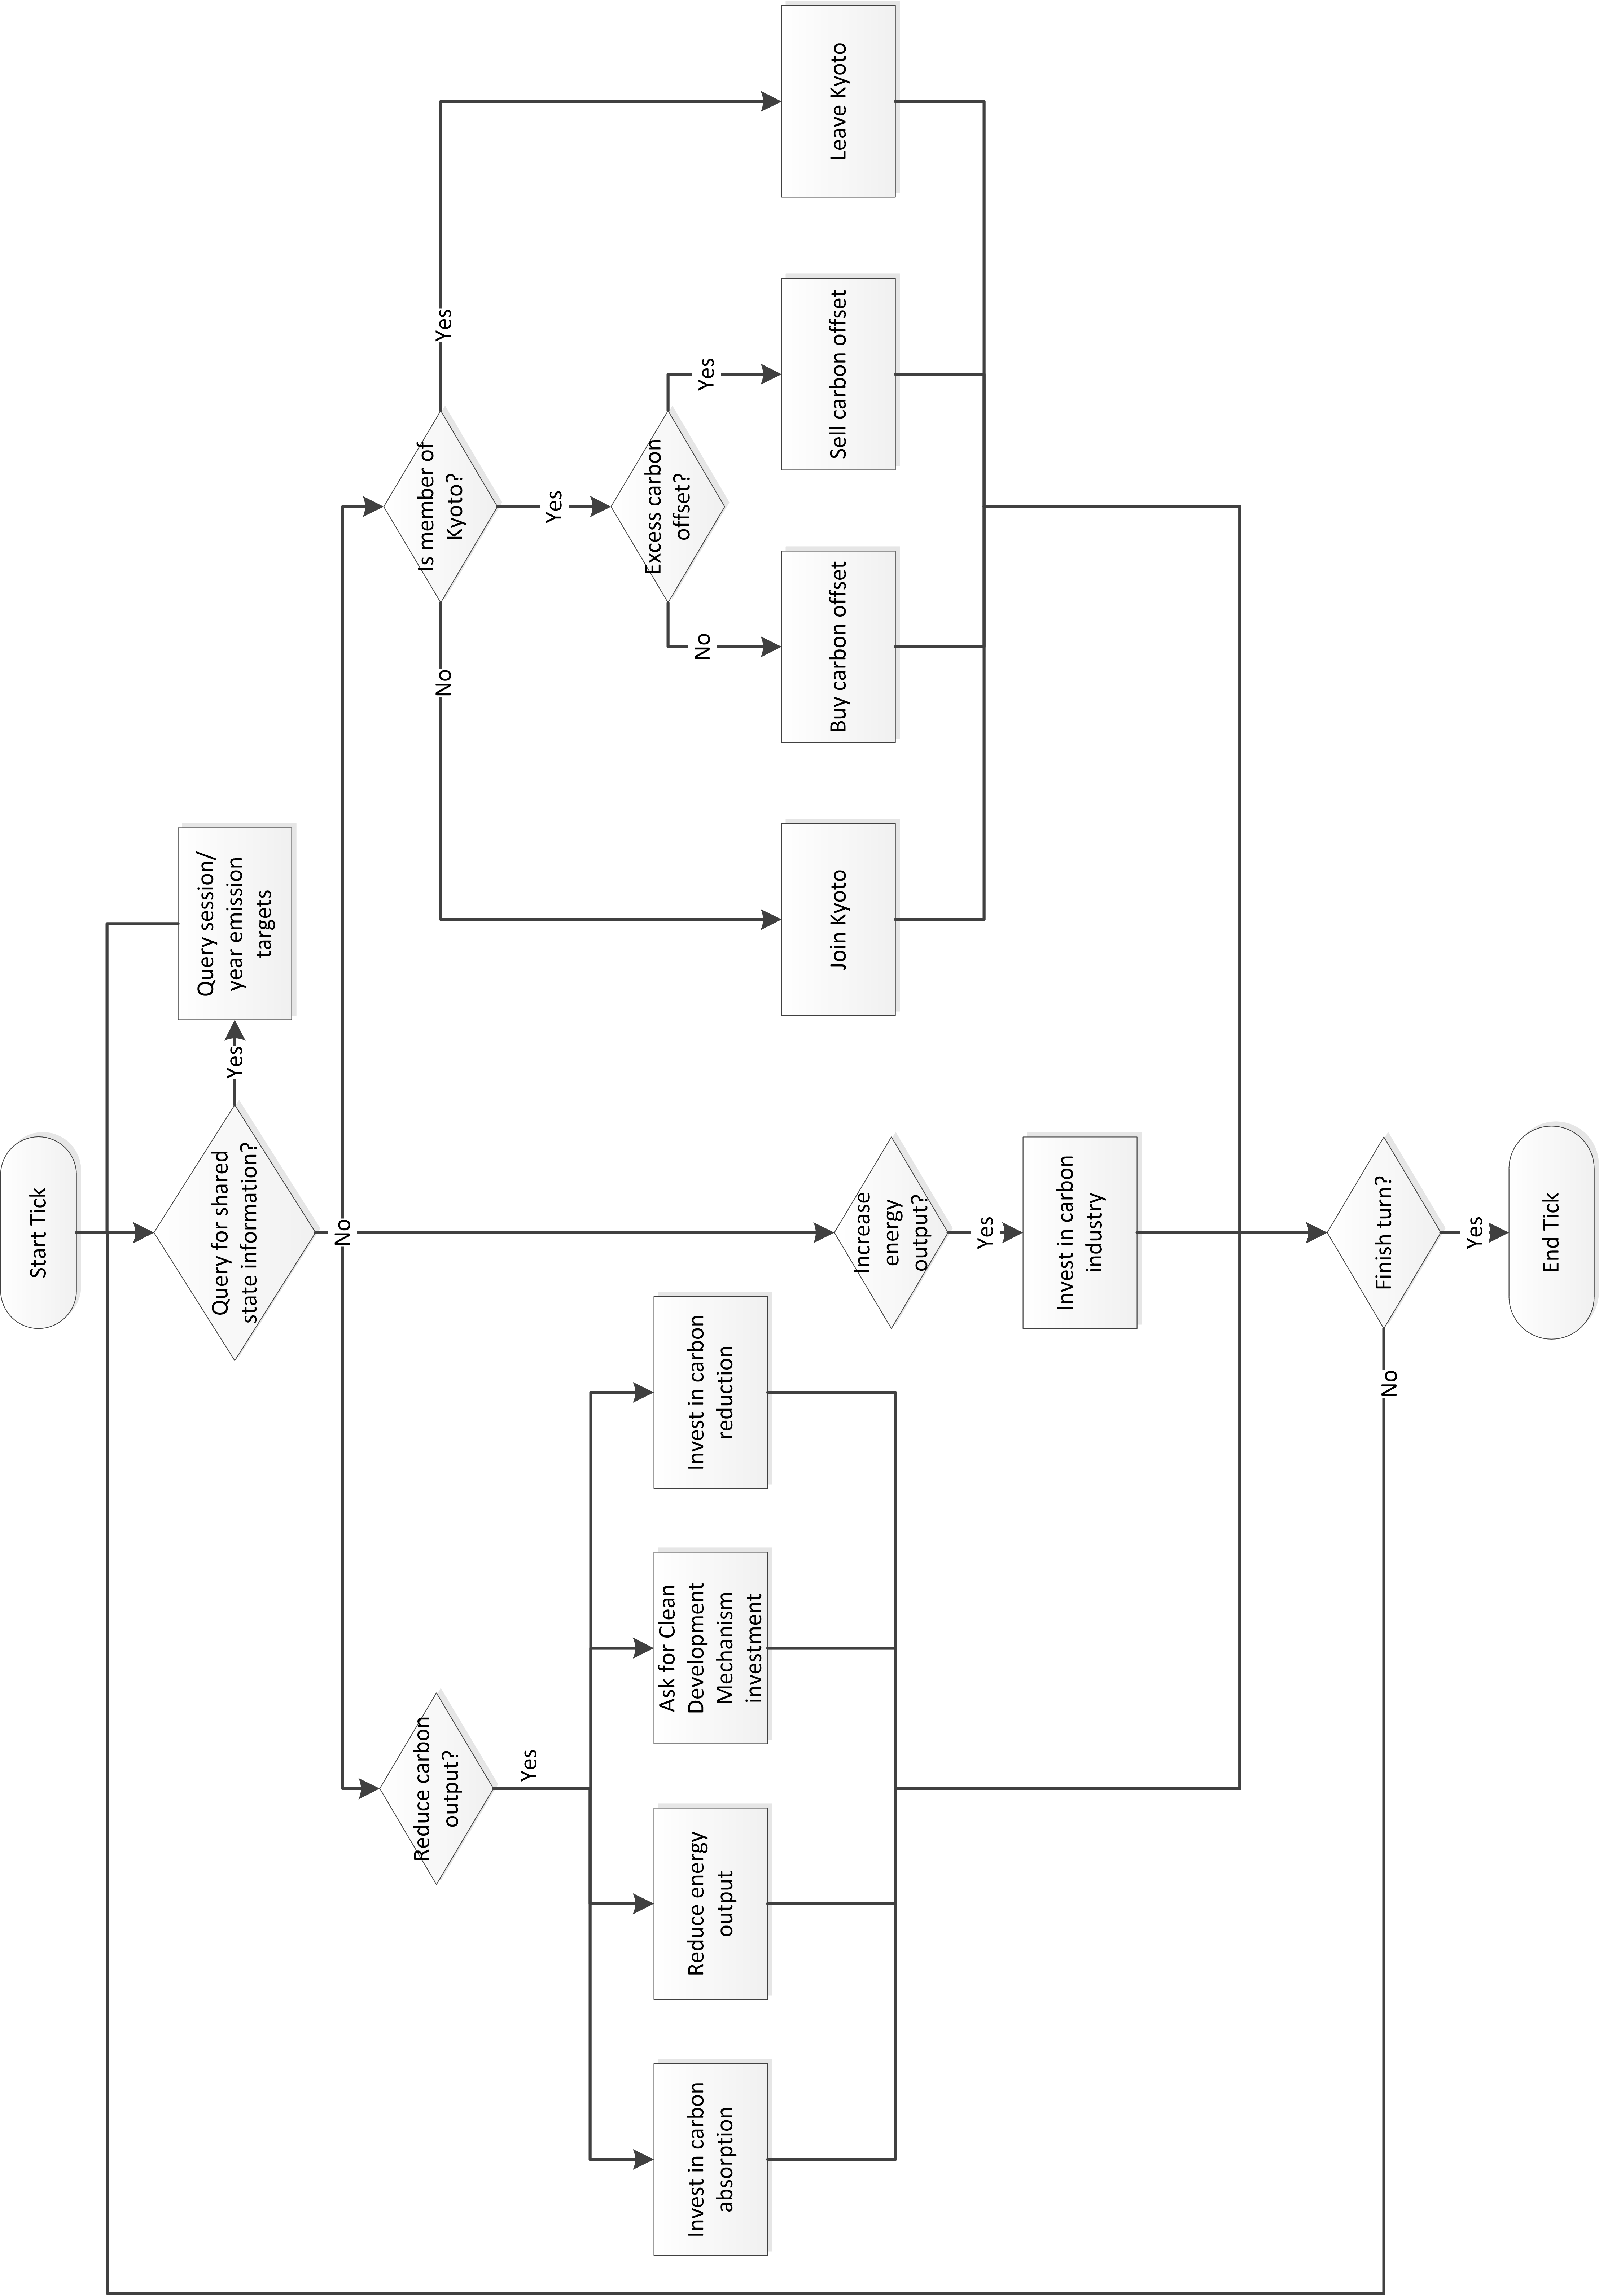 Start Tick
Query for shared
state information?
Yes
Query session/
year emission
targets
No
Reduce carbon
output?
Yes
Is member of
Kyoto?
No
Yes
Yes
Excess carbon
offset?
No
Yes
Invest in carbon
absorption
Reduce energy
output
Ask for Clean
Development
Mechanism
investment
Invest in carbon
reduction
Join Kyoto
Buy carbon offset
Sell carbon offset
Leave Kyoto
Increase
energy
output?
Yes
Invest in carbon
industry
Finish turn?
No
Yes
End Tick